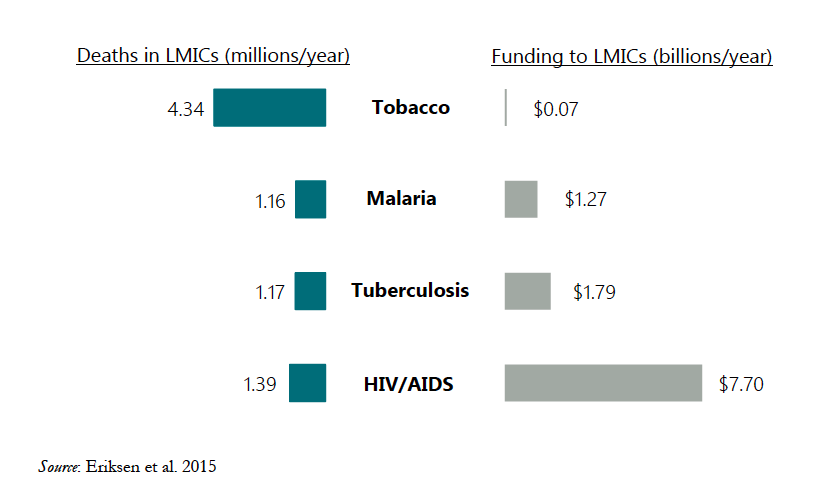 Deaths in LMICs (millions/year) Funding to LMICs (billions/year)
4.34 Tobacco $0.07
1.16 Malaria $1.27
1.17 Tuberculosis $1.79
1.39 HIV/AIDS $7.70
Source: Eriksen et al. 2015